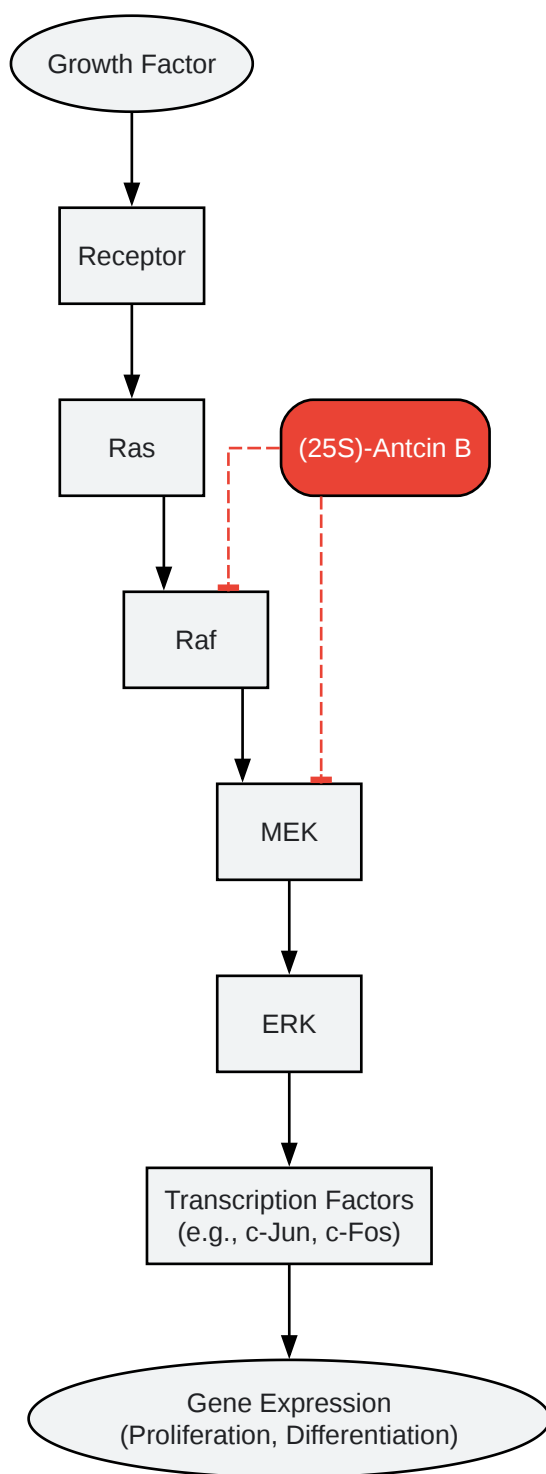 Growth Factor
Receptor
Ras
(25S)-Antcin B
Raf
MEK
ERK
Transcription Factors
(e.g., c-Jun, c-Fos)
Gene Expression
(Proliferation, Differentiation)